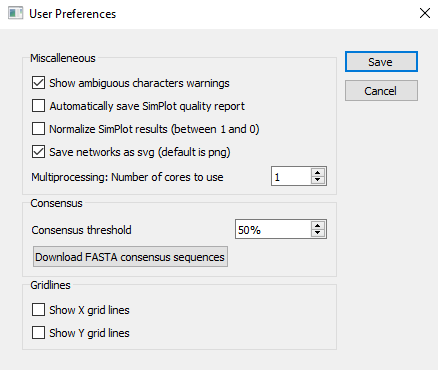 User Preferences
Miscalleneous
Show ambiguous characters warnings
Automatically save SimPlot quality report
Normalize SimPlot results (between 1 and 0)
Save networks as svg (default is png)
Multiprocessing: Number of cores to use 1
Save
Cancel
Consensus
Consensus threshold 50%
Download FASTA consensus sequences
Gridlines
Show X grid lines
Show Y grid lines